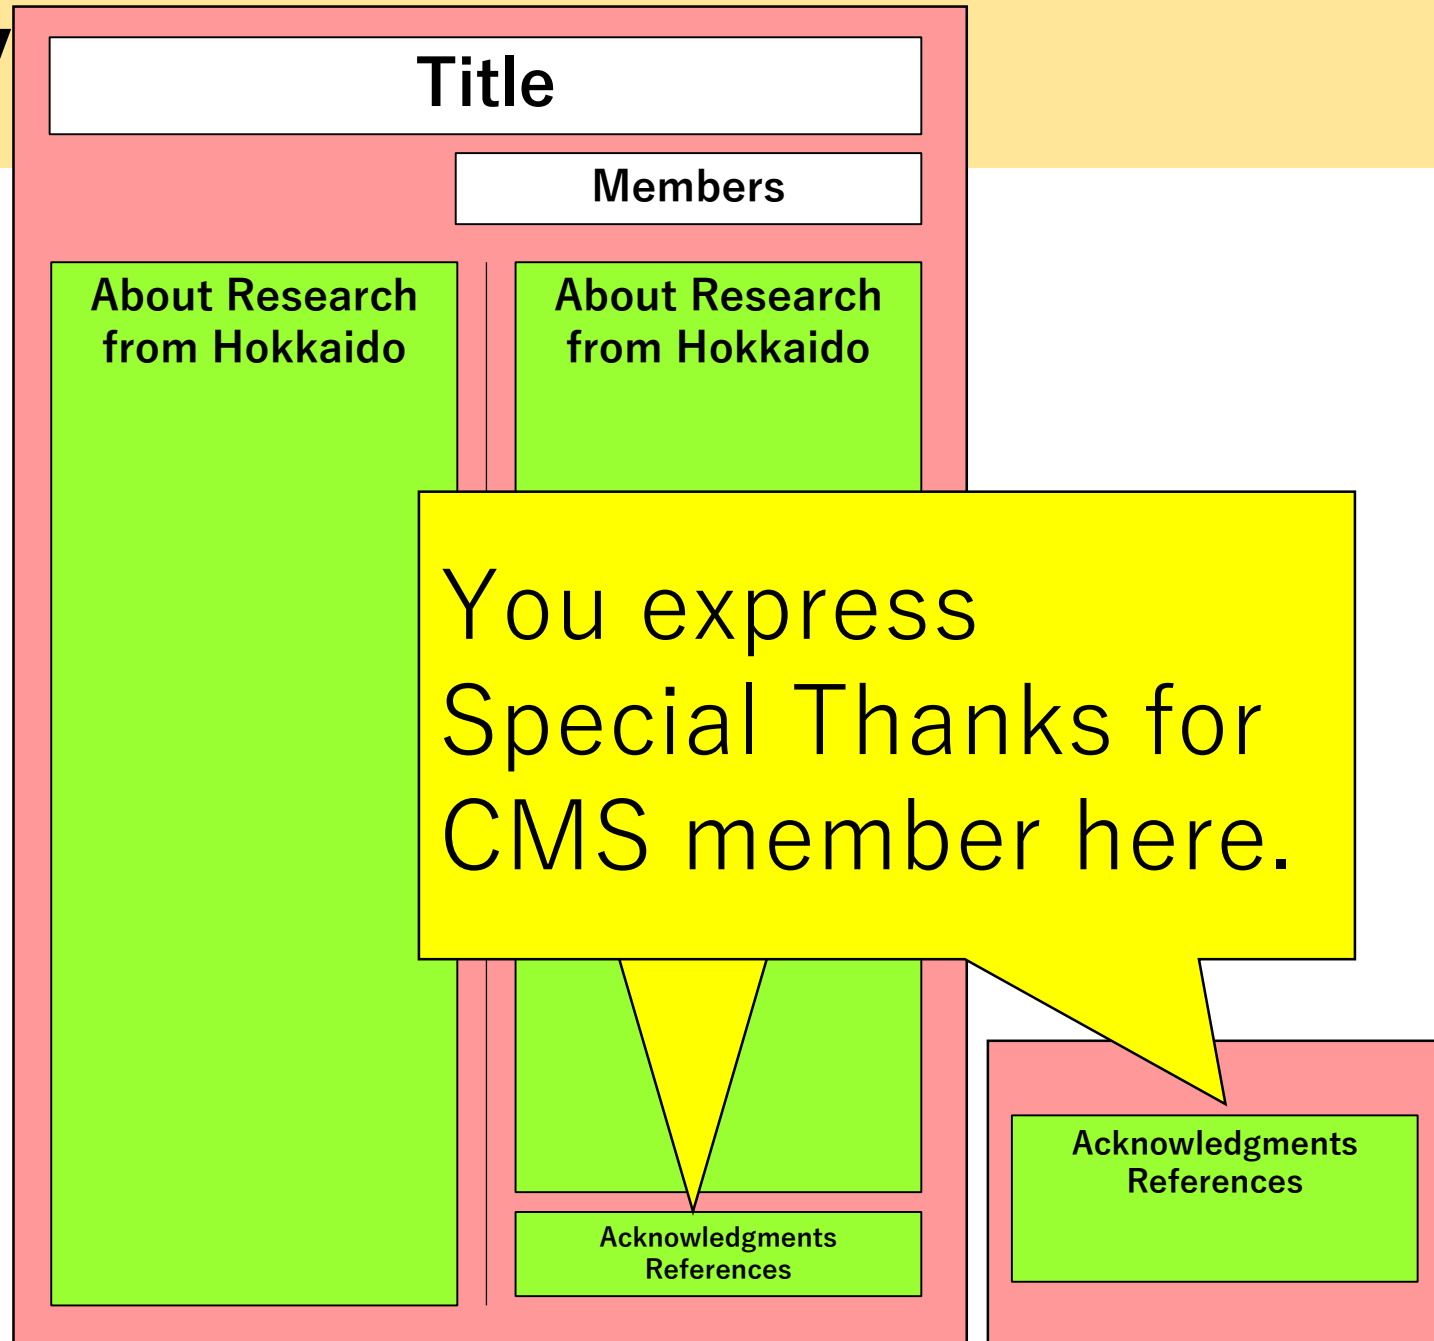 Title
Members
About Research
from Hokkaido
About Research
from Hokkaido
You express
Special Thanks for
CMS member here.
Acknowledgments
References
Acknowledgments
References